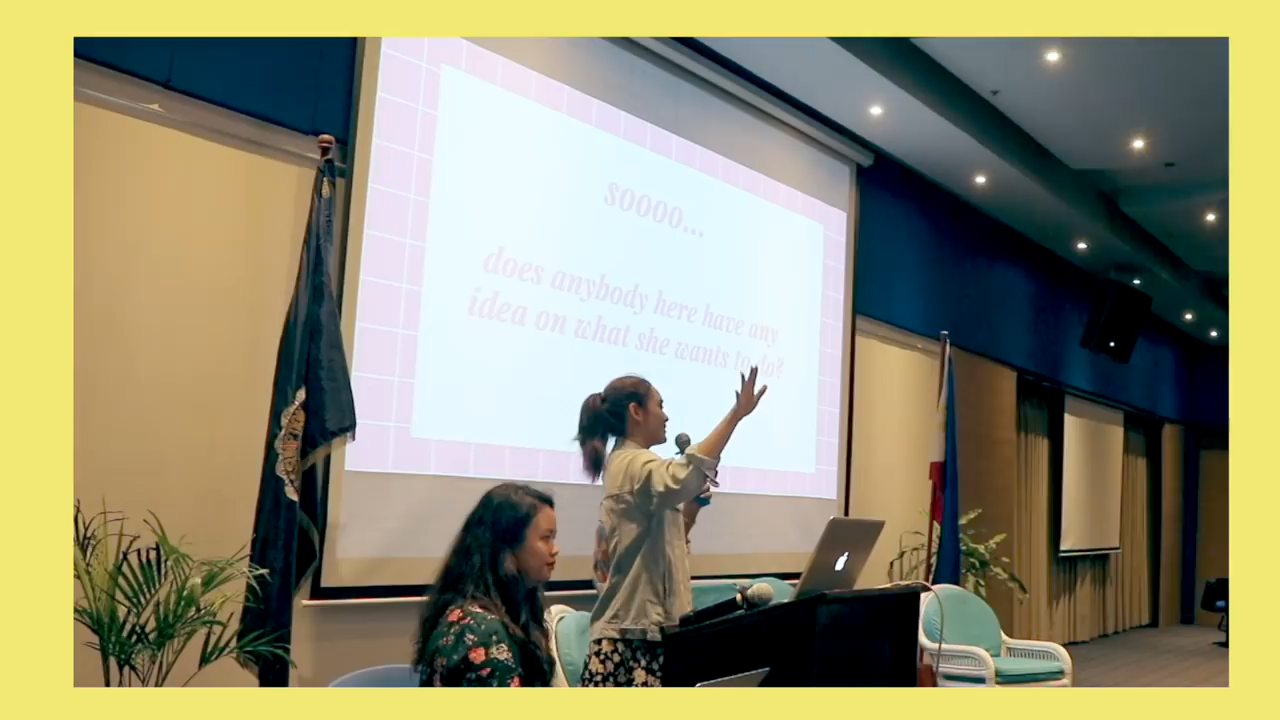 soooo...
does anybody here have any
idea on what she wants to do?